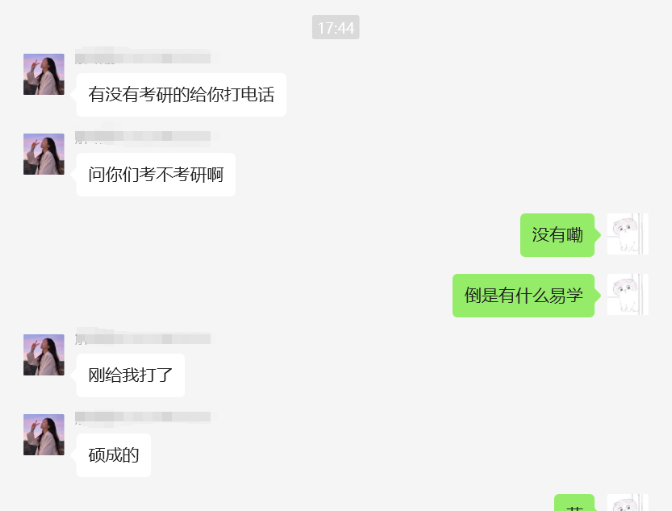 17:44
有没有考研的给你打电话
问你们考不考研啊
没有嘞
倒是有什么易学
刚给我打了
硕成的